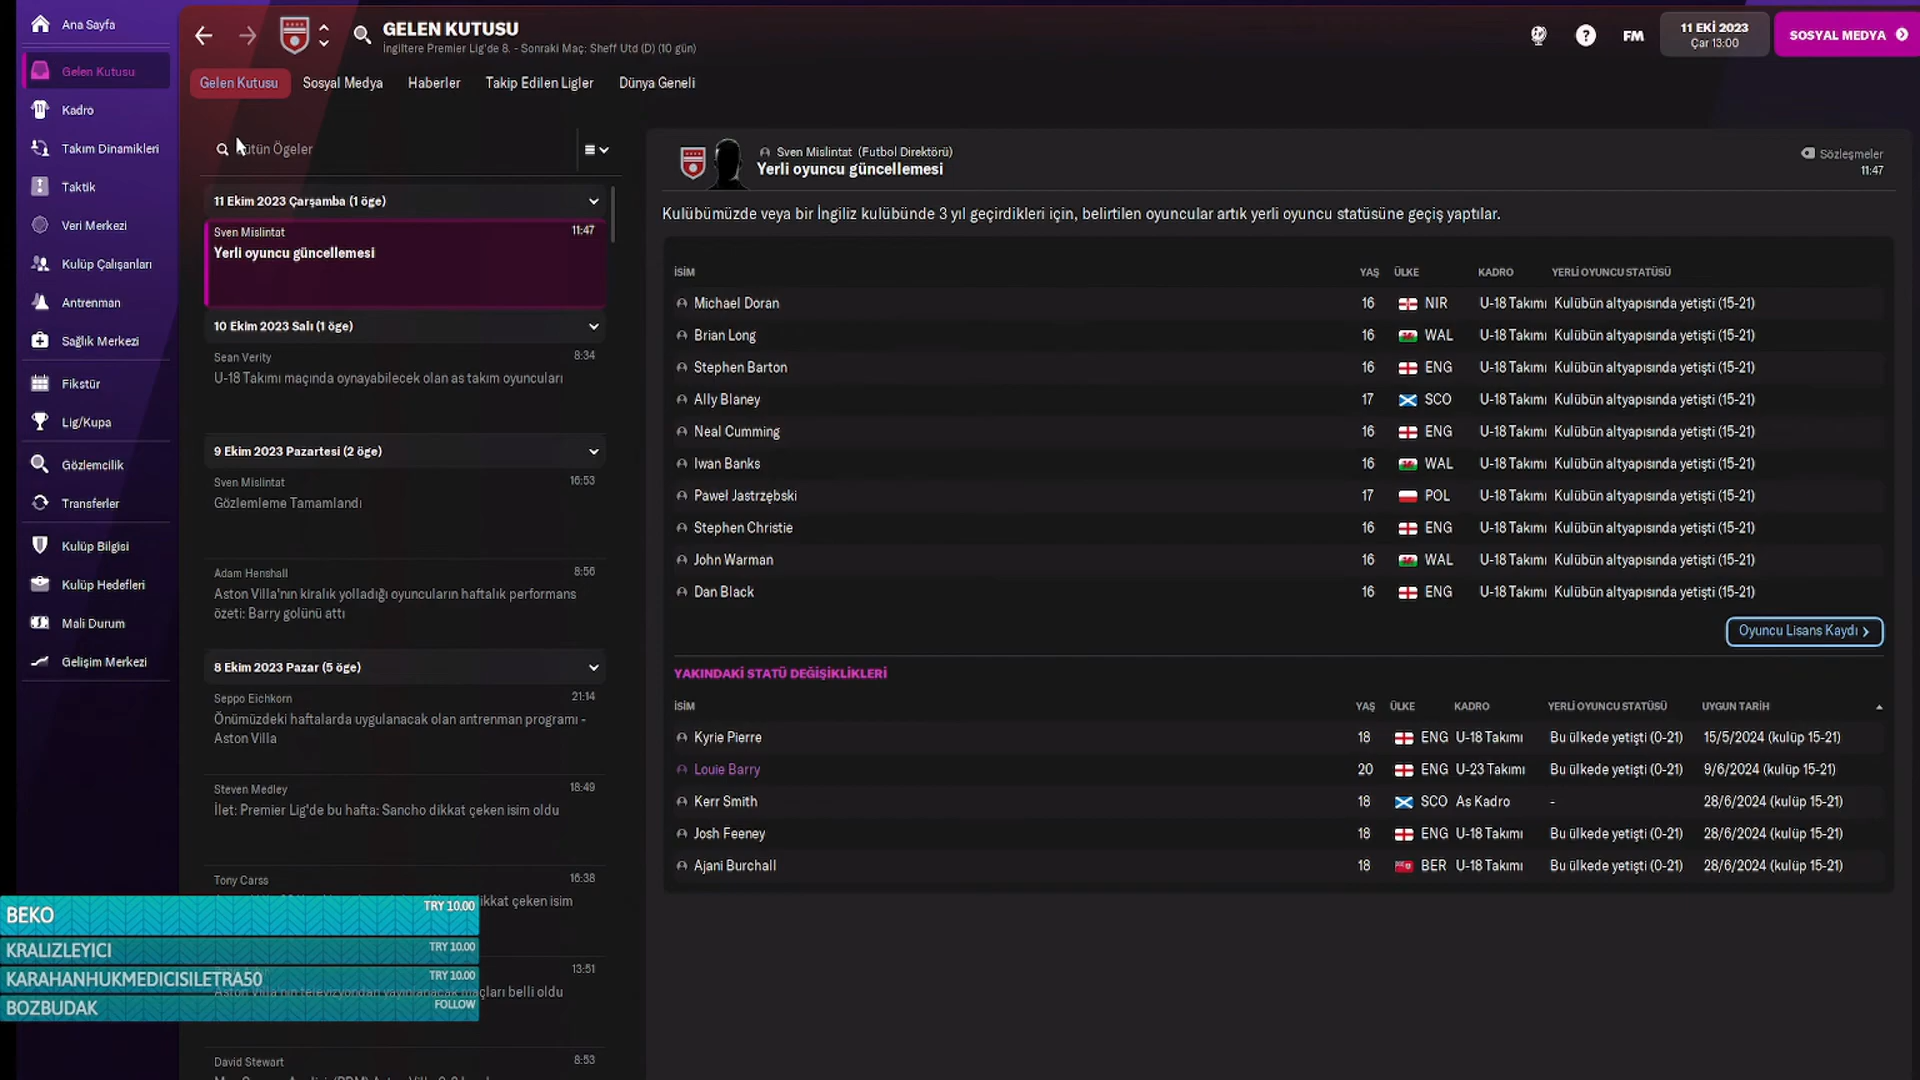 Ana Sayfa
Gelen Kutusu
Kadro
Takım Dinamikleri
Taktik
Veri Merkezi
Kulüp Çalışanları
Antrenman
Sağlık Merkezi
Fikstür
Lig/Kupa
Gözlemcilik
Transferler
Kulüp Bilgisi
Kulüp Hedefleri
Mali Durum
Gelişim Merkezi
GELEN KUTUSU
İngiltere Premier Lig'de 8. - Sonraki Maç: Sheff Utd (D) (10 gün)
FM
11 EKİ 2023
Çar 13:00
SOSYAL MEDYA
Gelen Kutusu Sosyal Medya Haberler Takip Edilen Ligler Dünya Geneli
Ögeler
11 Ekim 2023 Çarşamba (1 öge)
Sven Mislintat 11:47
Yerli oyuncu güncellemesi
10 Ekim 2023 Salı (1 öge)
Sean Verity 8:34
U-18 Takımı maçında oynayabilecek olan as takım oyuncuları
9 Ekim 2023 Pazartesi (2 öge)
Sven Mislintat 16:53
Gözlemleme Tamamlandı
Adam Henshall 8:56
Aston Villa'nın kiralık yolladığı oyuncuların haftalık performans
özeti: Barry golünü attı
8 Ekim 2023 Pazar (5 öge)
Seppo Eichkorn 21:14
Önümüzdeki haftalarda uygulanacak olan antrenman programı -
Aston Villa
Steven Medley 18:49
İlet: Premier Lig'de bu hafta: Sancho dikkat çeken isim oldu
Tony Carss 16:38
çeken isim
13:51
Aston Villa'nın televizyondan yayınlanacak maçları belli oldu
David Stewart 8:53
BEKO TRY 10.00
KRALIZLEYICI TRY 10.00
KARAHANHUKMEDICISILETRA50 TRY 10.00
BOZBUDAK FOLLOW
Sven Mislintat (Futbol Direktörü)
Yerli oyuncu güncellemesi
Sözleşmeler
11:47
Kulübümüzde veya bir İngiliz kulübünde 3 yıl geçirdikleri için, belirtilen oyuncular artık yerli oyuncu statüsüne geçiş yaptılar.
İSİM YAŞ ÜLKE KADRO YERLİ OYUNCU STATÜSÜ
Michael Doran 16 NIR U-18 Takımı Kulübün altyapısında yetişti (15-21)
Brian Long 16 WAL U-18 Takımı Kulübün altyapısında yetişti (15-21)
Stephen Barton 16 ENG U-18 Takımı Kulübün altyapısında yetişti (15-21)
Ally Blaney 17 SCO U-18 Takımı Kulübün altyapısında yetişti (15-21)
Neal Cumming 16 ENG U-18 Takımı Kulübün altyapısında yetişti (15-21)
Iwan Banks 16 WAL U-18 Takımı Kulübün altyapısında yetişti (15-21)
Paweł Jastrzębski 17 POL U-18 Takımı Kulübün altyapısında yetişti (15-21)
Stephen Christie 16 ENG U-18 Takımı Kulübün altyapısında yetişti (15-21)
John Warman 16 WAL U-18 Takımı Kulübün altyapısında yetişti (15-21)
Dan Black 16 ENG U-18 Takımı Kulübün altyapısında yetişti (15-21)
Oyuncu Lisans Kaydı
YAKINDAKİ STATÜ DEĞİŞİKLİKLERİ
İSİM YAŞ ÜLKE KADRO YERLİ OYUNCU STATÜSÜ UYGUN TARİH
Kyrie Pierre 18 ENG U-18 Takımı Bu ülkede yetişti (0-21) 15/5/2024 (kulüp 15-21)
Louie Barry 20 ENG U-23 Takımı Bu ülkede yetişti (0-21) 9/6/2024 (kulüp 15-21)
Kerr Smith 18 SCO As Kadro - 28/6/2024 (kulüp 15-21)
Josh Feeney 18 ENG U-18 Takımı Bu ülkede yetişti (0-21) 28/6/2024 (kulüp 15-21)
Ajani Burchall 18 BER U-18 Takımı Bu ülkede yetişti (0-21) 28/6/2024 (kulüp 15-21)